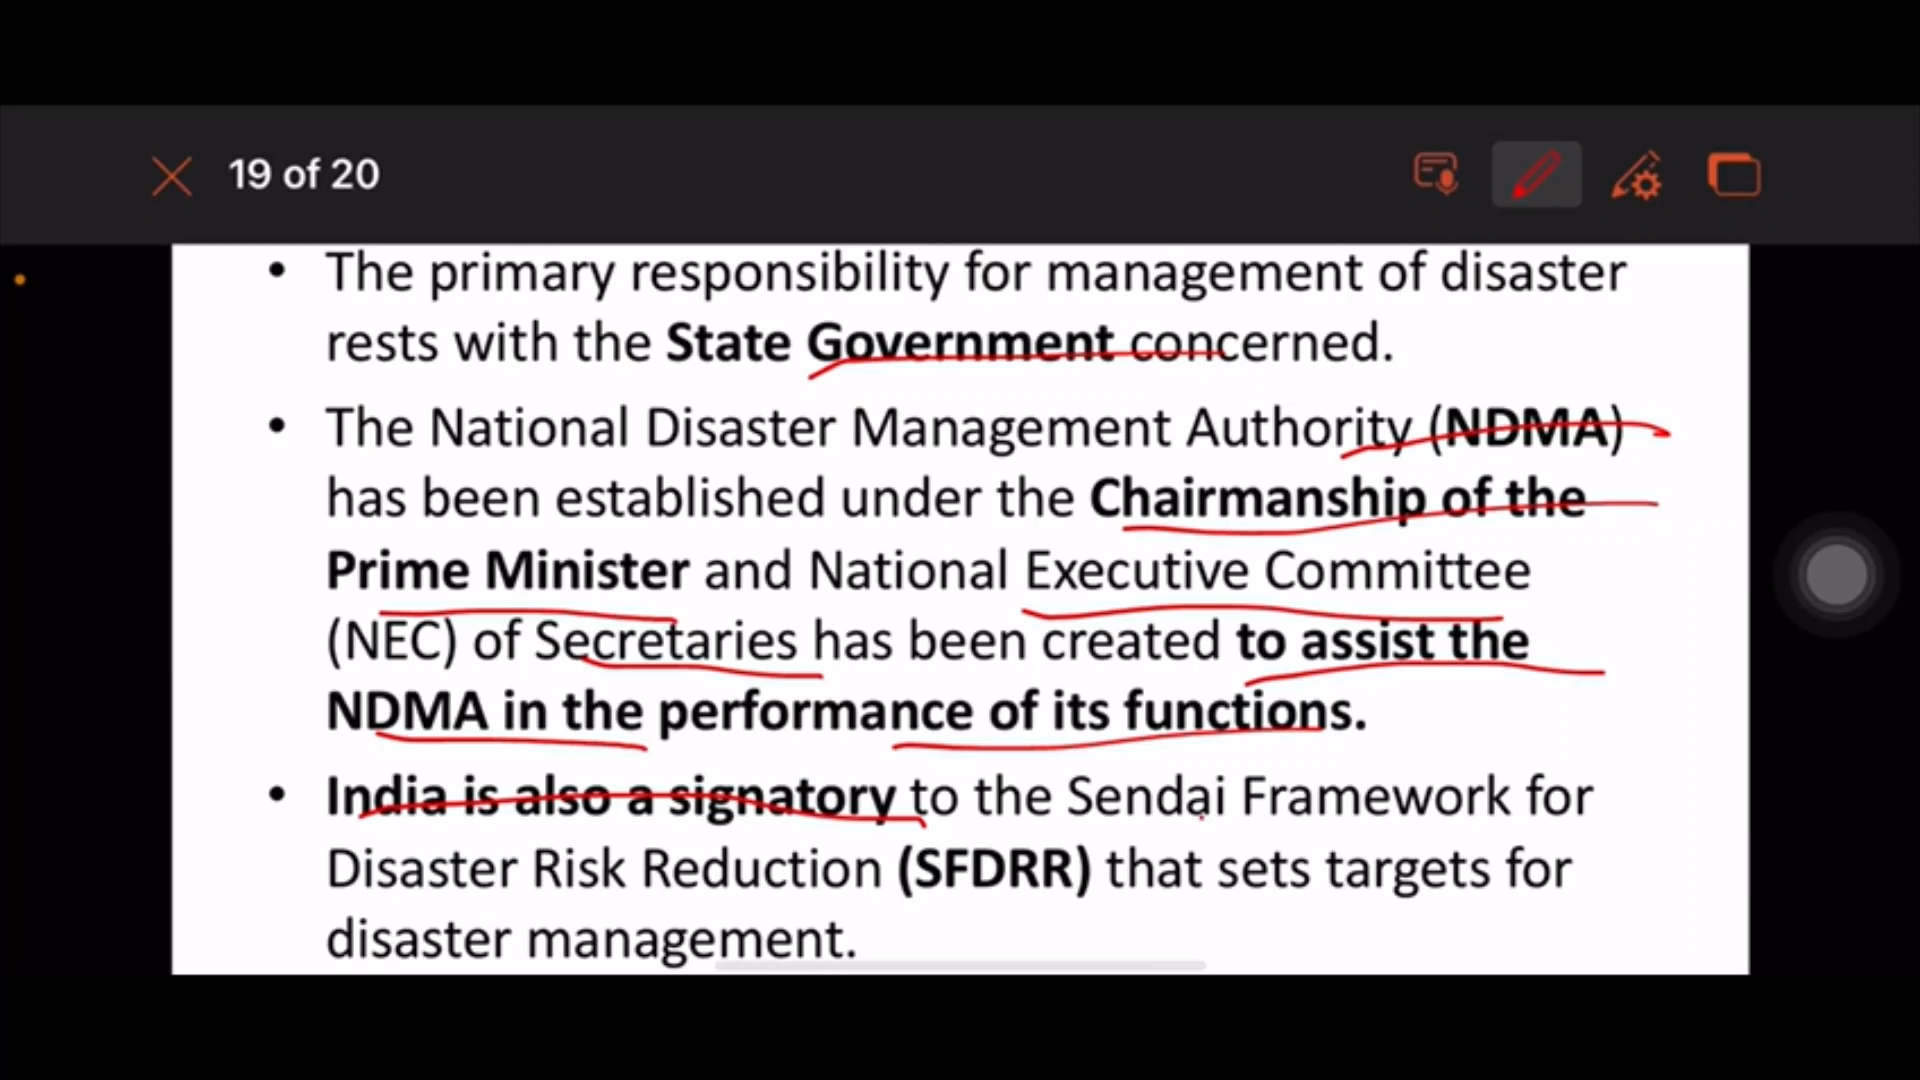 19 of 20
• The primary responsibility for management of disaster
rests with the State Government concerned.
• The National Disaster Management Authority (NDMA)
has been established under the Chairmanship of the
Prime Minister and National Executive Committee
(NEC) of Secretaries has been created to assist the
NDMA in the performance of its functions.
• India is also a signatory to the Sendai Framework for
Disaster Risk Reduction (SFDRR) that sets targets for
disaster management.